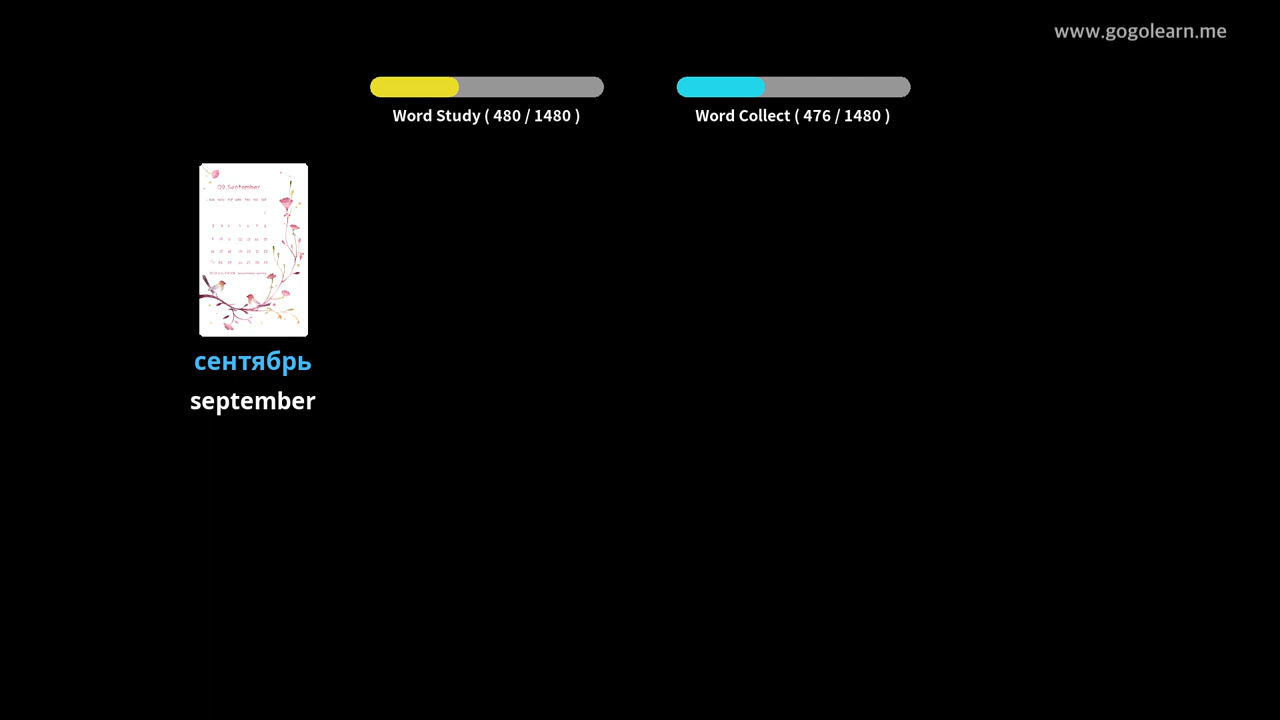 www.gogolearn.me
Word Study ( 480 / 1480 )
Word Collect ( 476 / 1480 )
09.September
сентябрь
september